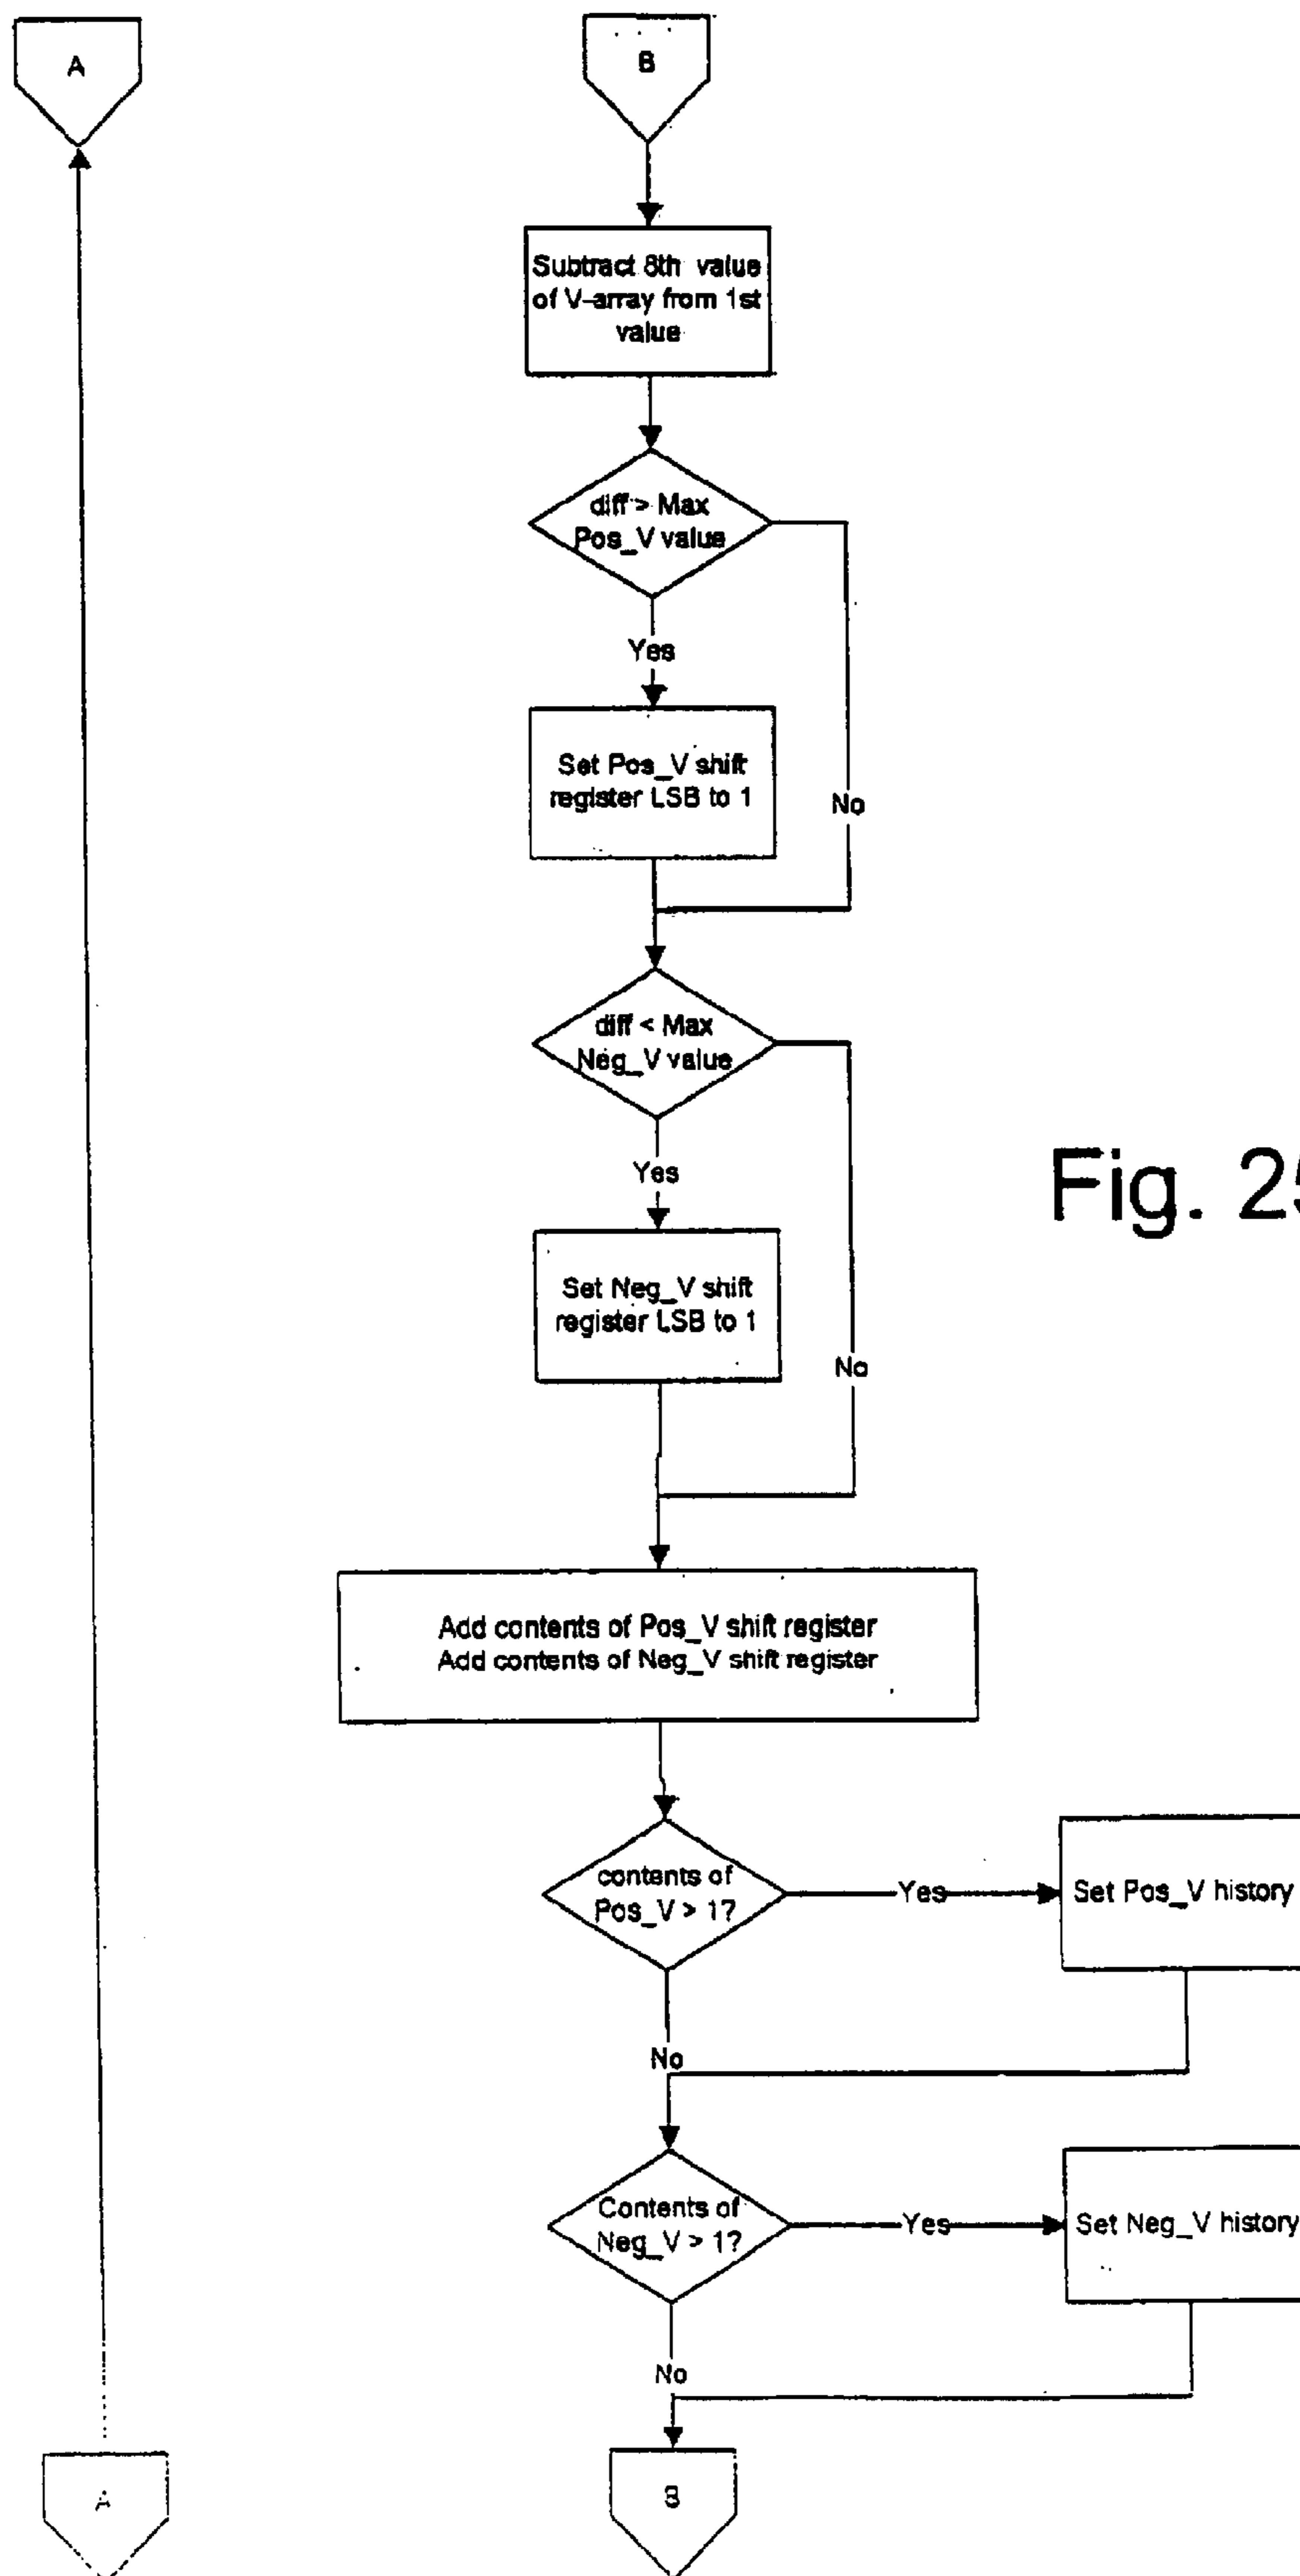 A
B
Subtract 8th value
of V-array from 1st
value
diff > Max
Pos_V value
Yes
Set Pos_V shift
register LSB to 1
No
diff < Max
Neg_V value
Yes
Fig. 25
Set Neg_V shift
register LSB to 1
No
Add contents of Pos_V shift register
Add contents of Neg_V shift register
contents of
Pos_V > 1?
Yes
Set Pos_V history
No
Contents of
Neg_V > 1?
Yes
Set Neg_V history
No
A
B